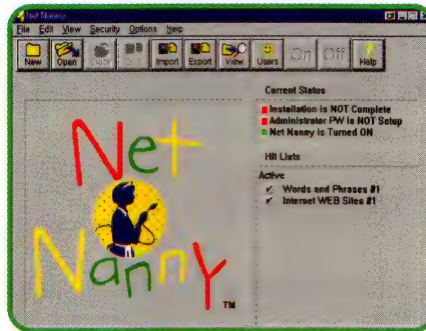 Net Nanny
File Edit View Security Options Help
New Open Import Export View Users On Off Help
Current Status
Installation is NOT Complete
Administrator PW is NOT Setup
Net Nanny is Turned ON
Hit Lists
Active
Words and Phrases #1
Internet WEB Sites #1
Net
Nanny
TM